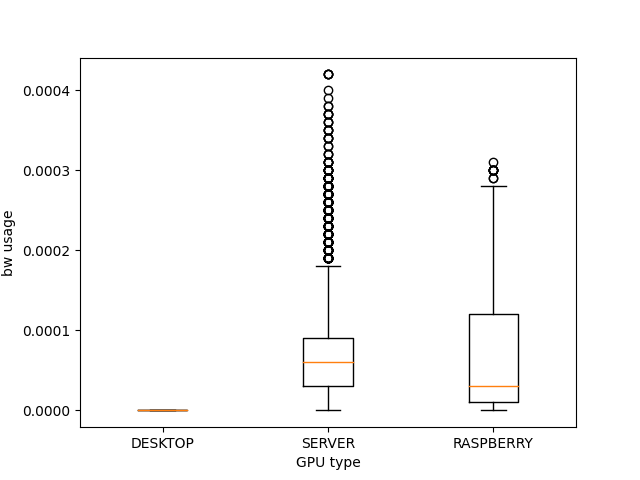 bw usage
0.0004
0.0003
0.0002
0.0001
0.0000
DESKTOP
SERVER
RASPBERRY
GPU type